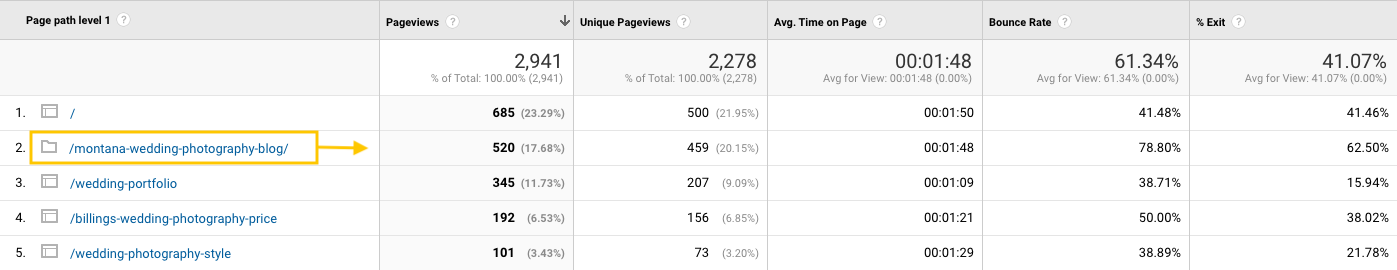 Page path level 1 ? Pageviews ? Unique Pageviews ? Avg. Time on Page ? Bounce Rate ? % Exit ?
2,941 2,278 00:01:48 61.34% 41.07%
% of Total: 100.00% (2,941) % of Total: 100.00% (2,278) Avg for View: 00:01:48 (0.00%) Avg for View: 61.34% (0.00%) Avg for View: 41.07% (0.00%)
1. / 685 (23.29%) 500 (21.95%) 00:01:50 41.48% 41.46%
2. /montana-wedding-photography-blog/ 520 (17.68%) 459 (20.15%) 00:01:48 78.80% 62.50%
3. /wedding-portfolio 345 (11.73%) 207 (9.09%) 00:01:09 38.71% 15.94%
4. /billings-wedding-photography-price 192 (6.53%) 156 (6.85%) 00:01:21 50.00% 38.02%
5. /wedding-photography-style 101 (3.43%) 73 (3.20%) 00:01:29 38.89% 21.78%